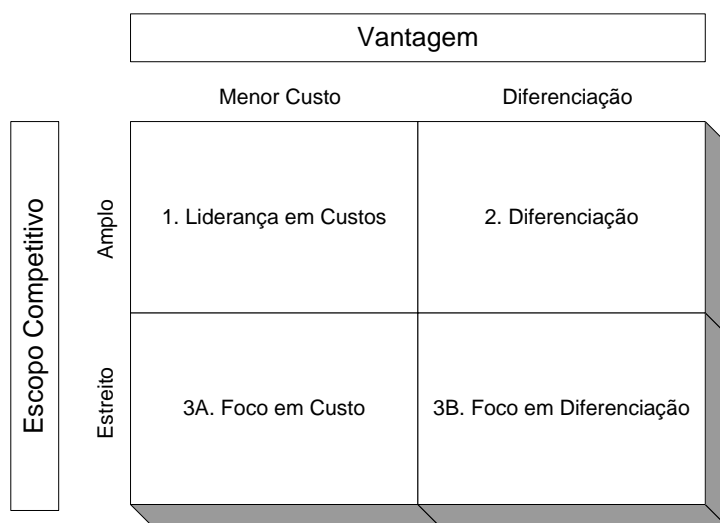 Vantagem
Menor Custo
Diferenciação
Escopo Competitivo
Amplo
1. Liderança em Custos
2. Diferenciação
Estreito
3A. Foco em Custo
3B. Foco em Diferenciação